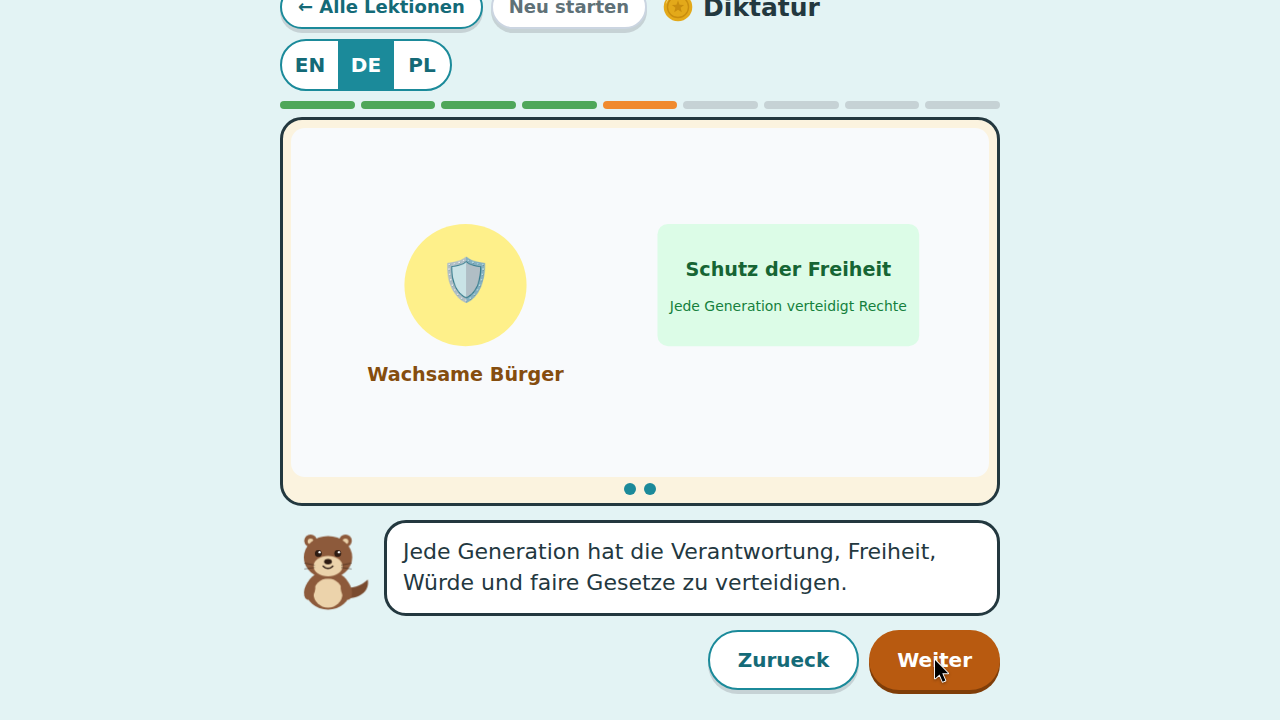 ← Alle Lektionen
Neu starten
Diktatur
EN DE PL
Wachsame Bürger
Schutz der Freiheit
Jede Generation verteidigt Rechte
Jede Generation hat die Verantwortung, Freiheit,
Würde und faire Gesetze zu verteidigen.
Zurueck
Weiter